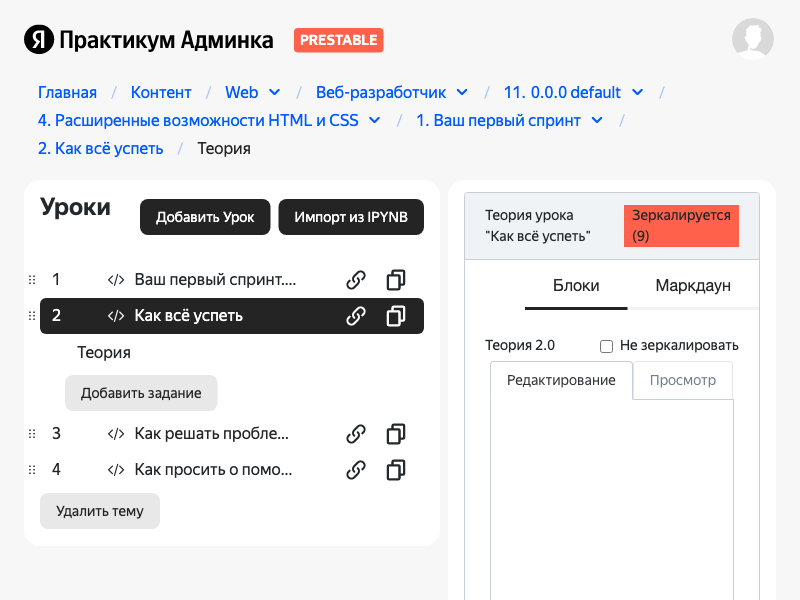 Я Практикум Админка PRESTABLE
Главная / Контент / Web / Веб-разработчик / 11. 0.0.0 default /
4. Расширенные возможности HTML и CSS / 1. Ваш первый спринт /
2. Как всё успеть / Теория
Уроки
Добавить Урок
Импорт из IPYNB
1 </> Ваш первый спринт....
2 </> Как всё успеть
Теория
Добавить задание
3 </> Как решать пробле...
4 </> Как просить о помо...
Удалить тему
Теория урока
"Как всё успеть"
Зеркалируется
(9)
Блоки Маркдаун
Теория 2.0 Не зеркалировать
Редактирование Просмотр